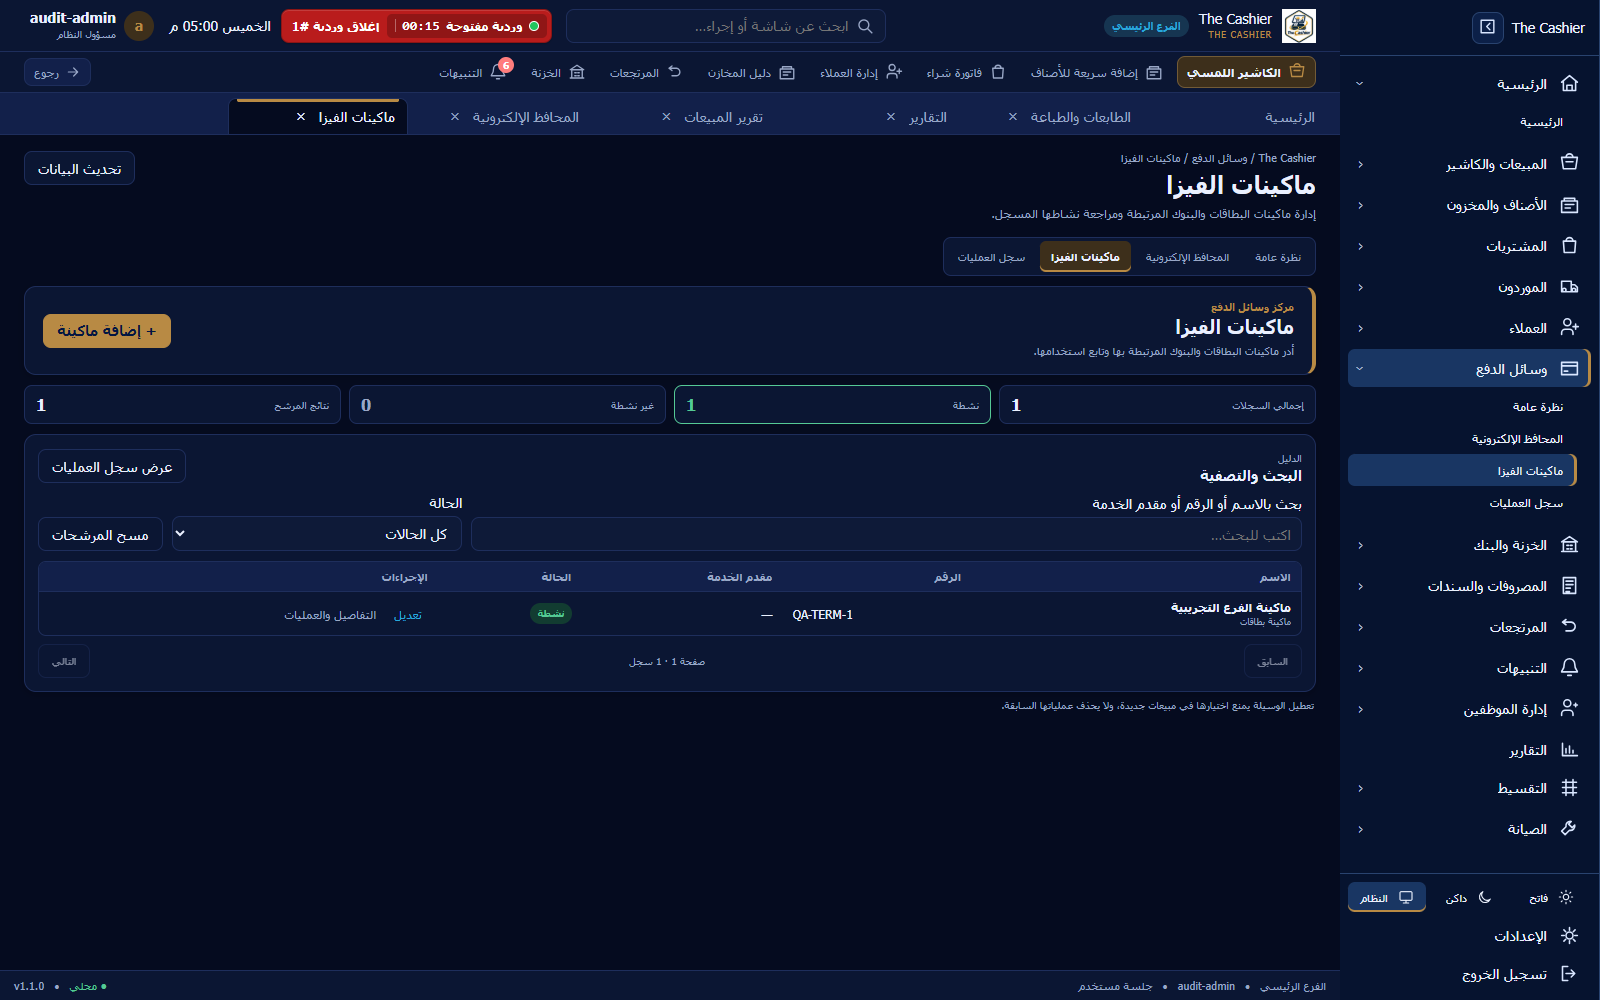 The Cashier
الرئيسية
الرئيسية
المبيعات والكاشير
الأصناف والمخزون
المشتريات
الموردون
العملاء
وسائل الدفع
نظرة عامة
المحافظ الإلكترونية
ماكينات الفيزا
سجل العمليات
الخزنة والبنك
المصروفات والسندات
المرتجعات
التنبيهات
إدارة الموظفين
التقارير
التقسيط
الصيانة
فاتح
داكن
النظام
الإعدادات
تسجيل الخروج
The Cashier
THE CASHIER
الفرع الرئيسي
ابحث عن شاشة أو إجراء...
وردية مفتوحة 00:15 | إغلاق وردية #1
الخميس 05:00 م
a
audit-admin
مسؤول النظام
الكاشير اللمسي
إضافة سريعة للأصناف
فاتورة شراء
إدارة العملاء
دليل المخازن
المرتجعات
الخزنة
التنبيهات
6
رجوع
الرئيسية
الطابعات والطباعة ×
التقارير ×
تقرير المبيعات ×
المحافظ الإلكترونية ×
ماكينات الفيزا ×
The Cashier / وسائل الدفع / ماكينات الفيزا
ماكينات الفيزا
إدارة ماكينات البطاقات والبنوك المرتبطة ومراجعة نشاطها المسجل.
تحديث البيانات
نظرة عامة
المحافظ الإلكترونية
ماكينات الفيزا
سجل العمليات
مركز وسائل الدفع
ماكينات الفيزا
أدر ماكينات البطاقات والبنوك المرتبطة بها وتابع استخدامها.
+ إضافة ماكينة
إجمالي السجلات 1
نشطة 1
غير نشطة 0
نتائج المرشح 1
الدليل
البحث والتصفية
عرض سجل العمليات
بحث بالاسم أو الرقم أو مقدم الخدمة
الحالة
اكتب للبحث...
كل الحالات
مسح المرشحات
الاسم الرقم مقدم الخدمة الحالة الإجراءات
ماكينة الفرع التجريبية
ماكينة بطاقات
QA-TERM-1
—
نشطة
تعديل
التفاصيل والعمليات
السابق
صفحة 1 · 1 سجل
التالي
تعطيل الوسيلة يمنع اختيارها في مبيعات جديدة، ولا يحذف عملياتها السابقة.
الفرع الرئيسي • audit-admin • جلسة مستخدم
محلي • v1.1.0